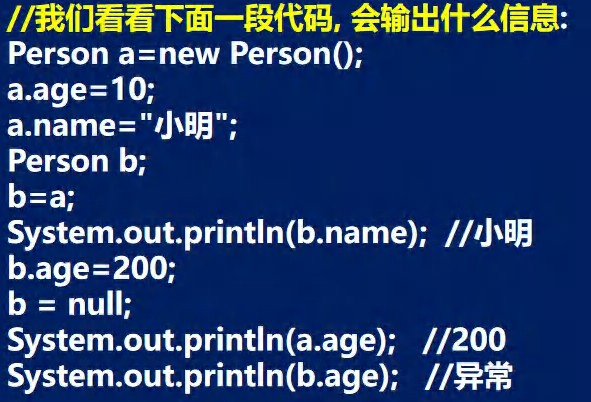 //我们看看下面一段代码, 会输出什么信息:
Person a=new Person();
a.age=10;
a.name="小明";
Person b;
b=a;
System.out.println(b.name);  //小明
b.age=200;
b = null;
System.out.println(a.age);   //200
System.out.println(b.age);   //异常